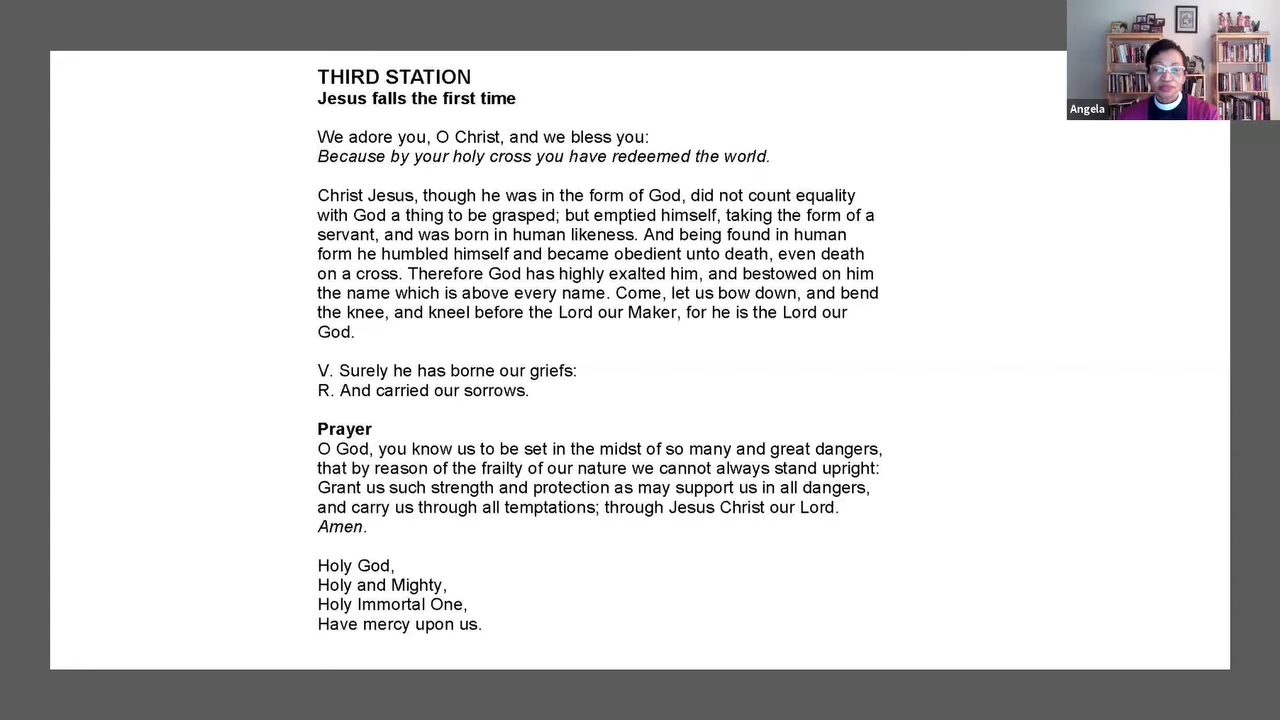 THIRD STATION
Jesus falls the first time
We adore you, O Christ, and we bless you:
Because by your holy cross you have redeemed the world.
Christ Jesus, though he was in the form of God, did not count equality
with God a thing to be grasped; but emptied himself, taking the form of a
servant, and was born in human likeness. And being found in human
form he humbled himself and became obedient unto death, even death
on a cross. Therefore God has highly exalted him, and bestowed on him
the name which is above every name. Come, let us bow down, and bend
the knee, and kneel before the Lord our Maker, for he is the Lord our
God.
V. Surely he has borne our griefs:
R. And carried our sorrows.
Prayer
O God, you know us to be set in the midst of so many and great dangers,
that by reason of the frailty of our nature we cannot always stand upright:
Grant us such strength and protection as may support us in all dangers,
and carry us through all temptations; through Jesus Christ our Lord.
Amen.
Holy God,
Holy and Mighty,
Holy Immortal One,
Have mercy upon us.
Angela